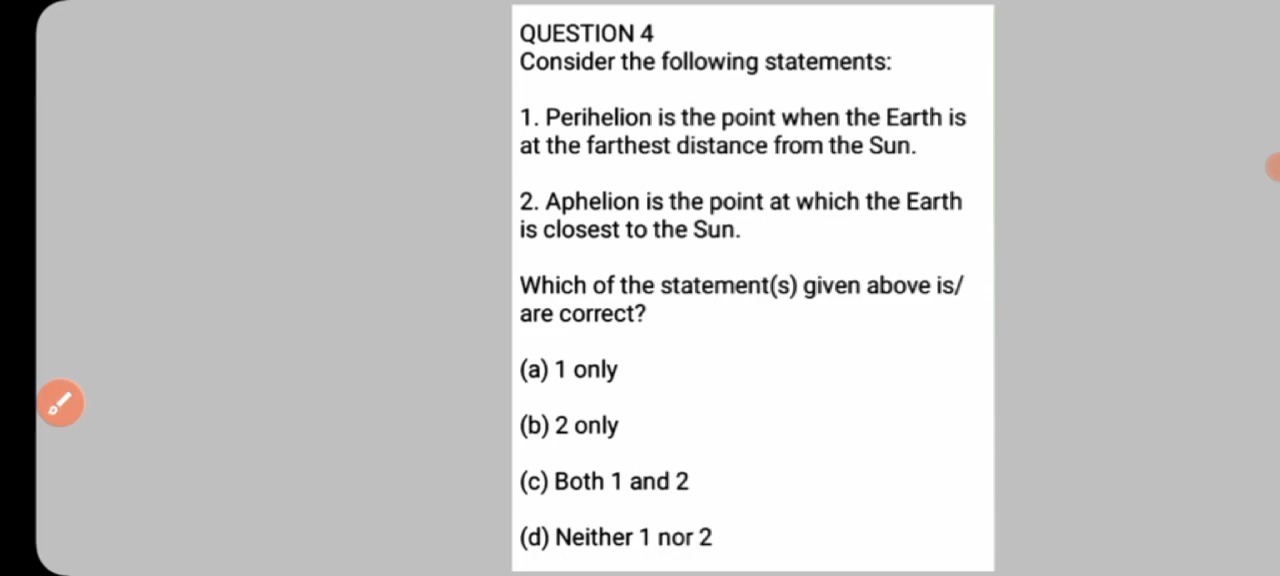 QUESTION 4
Consider the following statements:
1. Perihelion is the point when the Earth is
at the farthest distance from the Sun.
2. Aphelion is the point at which the Earth
is closest to the Sun.
Which of the statement(s) given above is/
are correct?
(a) 1 only
(b) 2 only
(c) Both 1 and 2
(d) Neither 1 nor 2